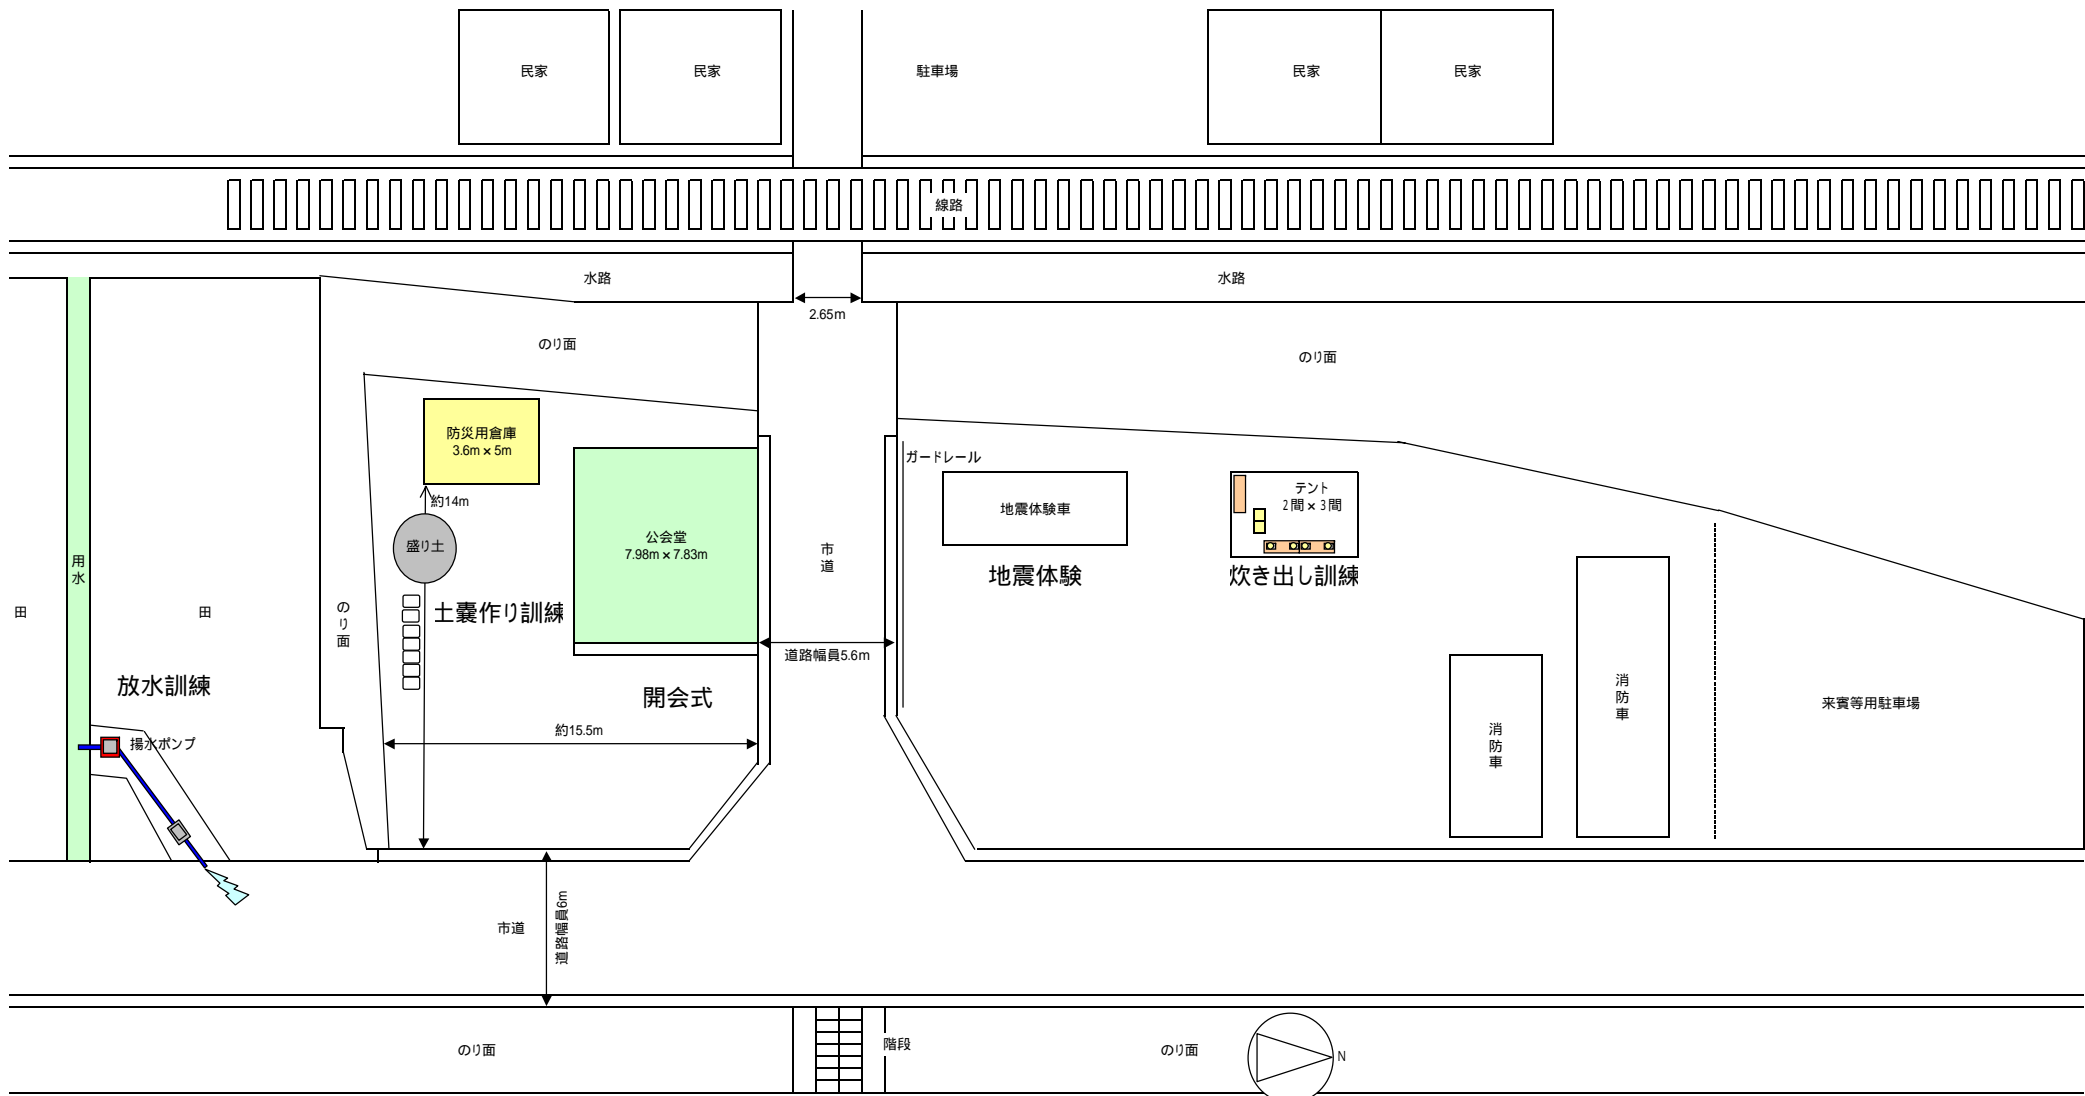 民家
民家
駐車場
民家
民家
線路
水路
水路
2.65m
のり面
のり面
防災用倉庫
3.6m×5m
ガードレール
約14m
地震体験車
テント
2間×3間
盛り土
公会堂
7.98m×7.83m
市道
用水
地震体験
炊き出し訓練
田
田
のり面
土嚢作り訓練
道路幅員5.6m
放水訓練
開会式
消防車
消防車
来賓等用駐車場
約15.5m
揚水ポンプ
市道
道路幅員6m
のり面
階段
のり面
N